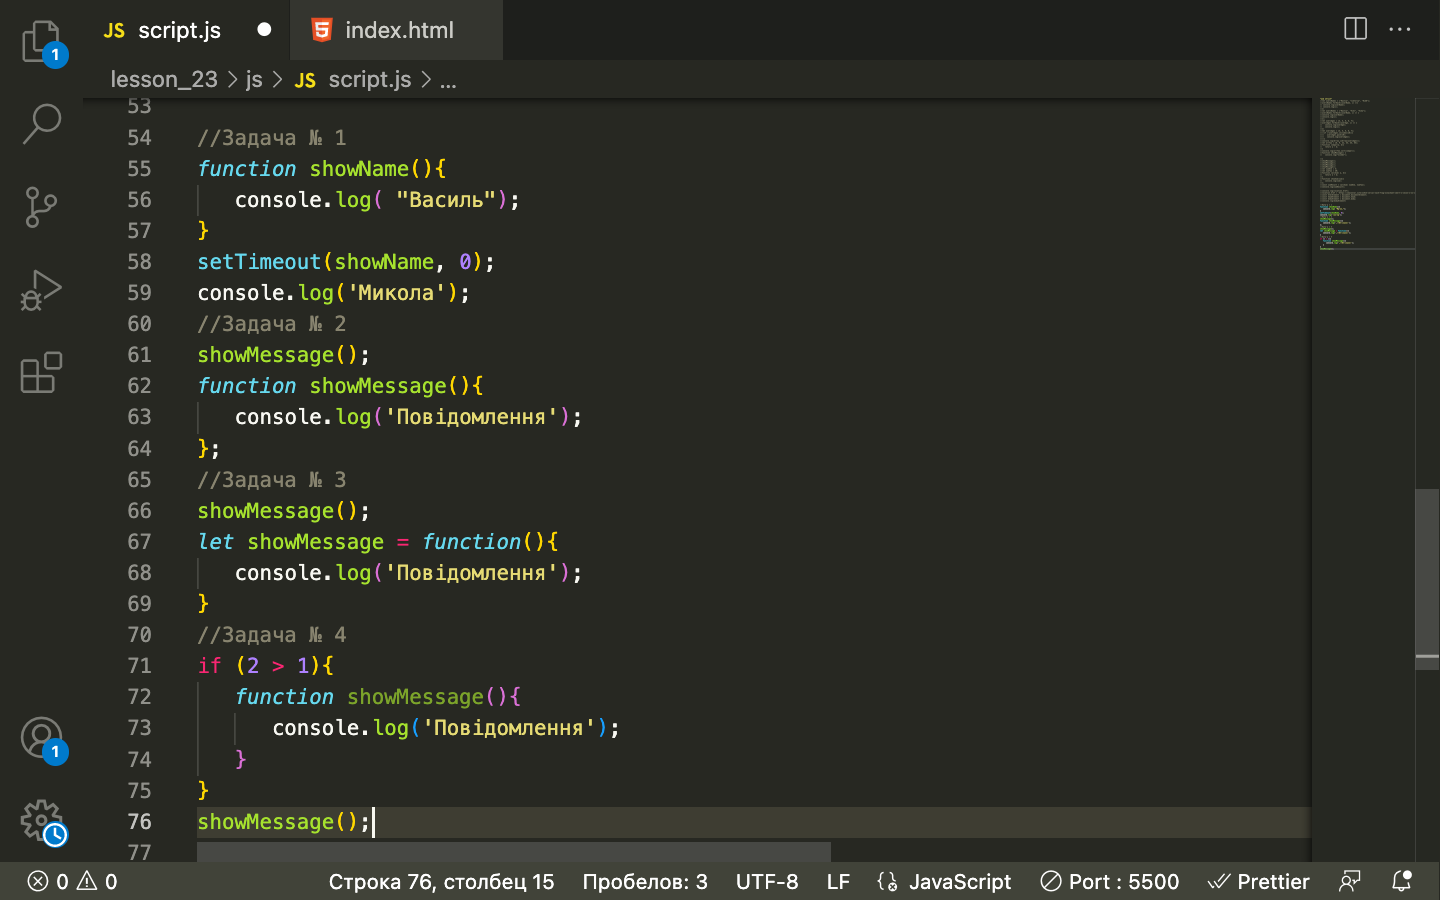 JS script.js index.html
1
lesson_23 > js > JS script.js > ...
53
54 //Задача № 1
55 function showName(){
56 console.log( "Василь");
57 }
58 setTimeout(showName, 0);
59 console.log('Микола');
60 //Задача № 2
61 showMessage();
62 function showMessage(){
63 console.log('Повідомлення');
64 };
65 //Задача № 3
66 showMessage();
67 let showMessage = function(){
68 console.log('Повідомлення');
69 }
70 //Задача № 4
71 if (2 > 1){
72 function showMessage(){
73 console.log('Повідомлення');
74 }
75 }
76 showMessage();
77
1
0 0 Строка 76, столбец 15 Пробелов: 3 UTF-8 LF JavaScript Port : 5500 Prettier